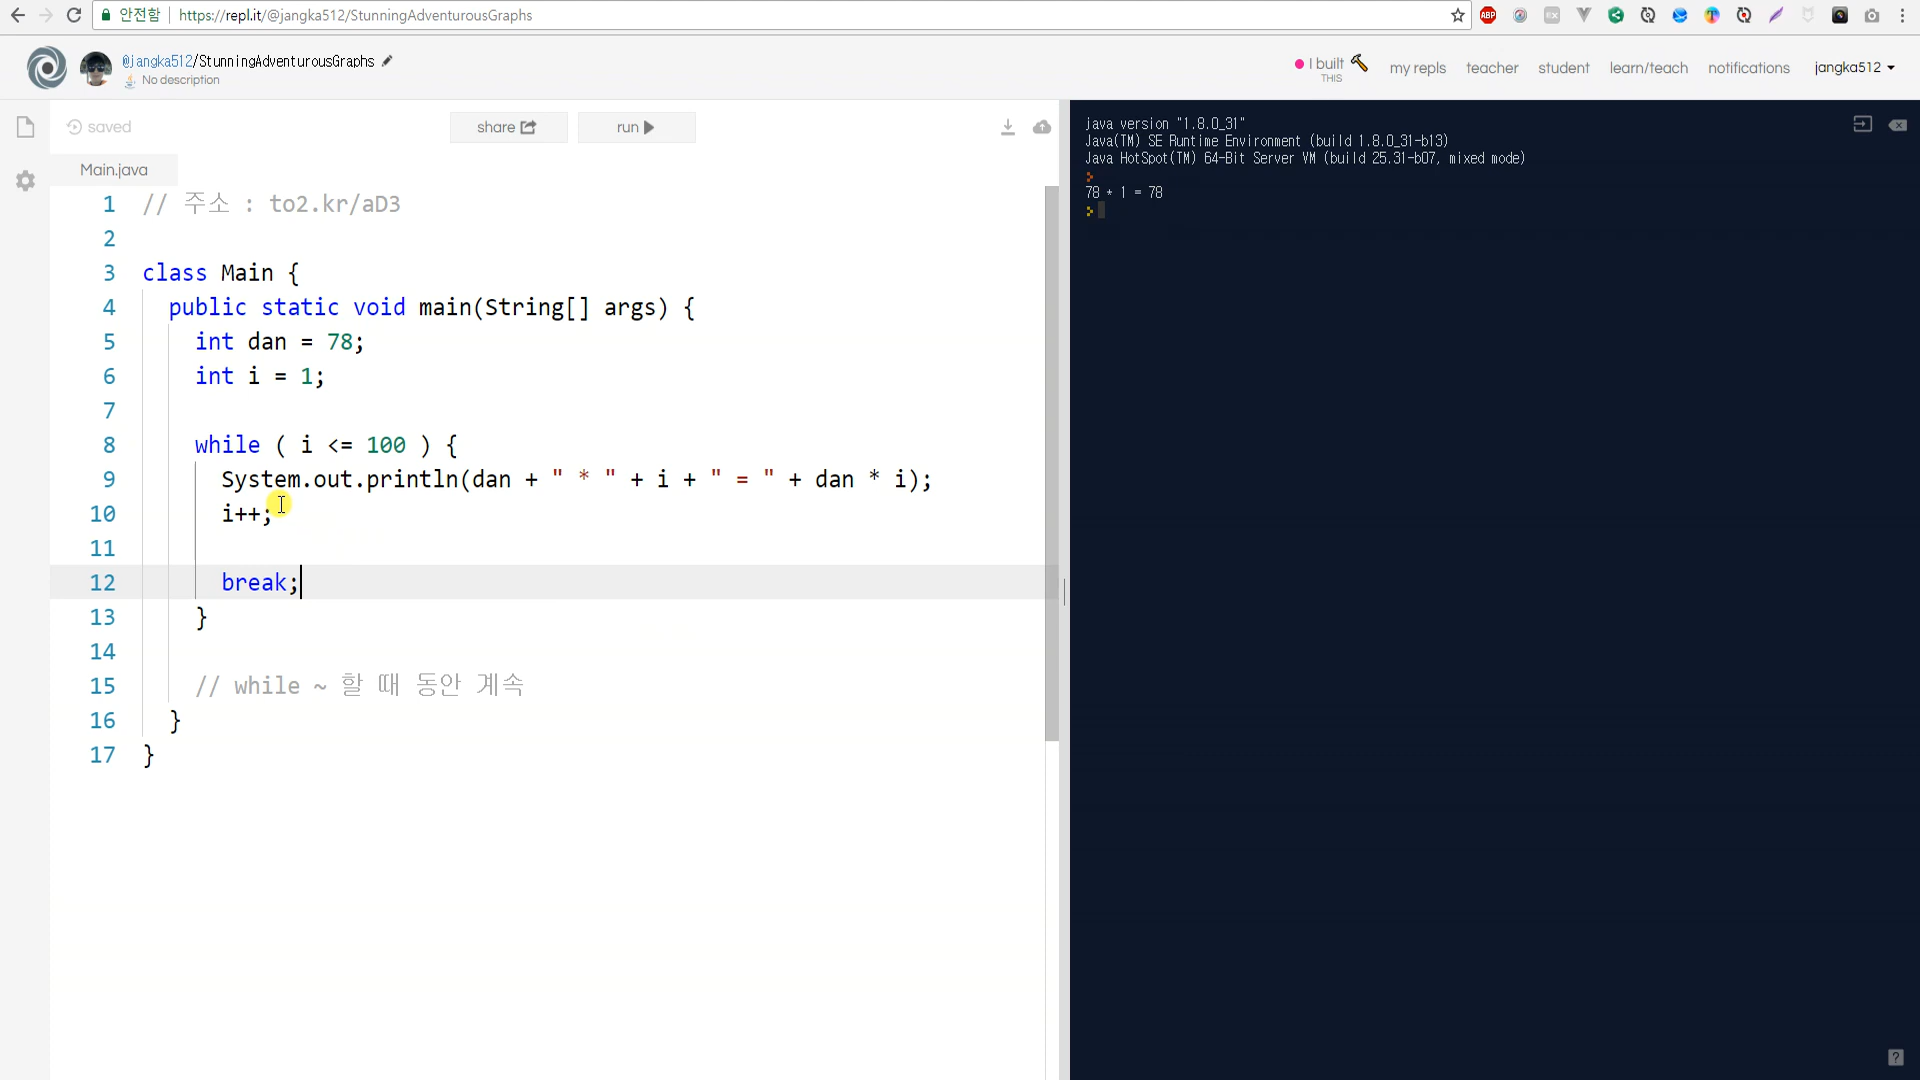 안전함 https://repl.it/@jangka512/StunningAdventurousGraphs
ABP
@jangka512/StunningAdventurousGraphs
No description
I built
THIS
my repls teacher student learn/teach notifications jangka512
saved share run
Main.java
1 // 주소 : to2.kr/aD3
2
3 class Main {
4 public static void main(String[] args) {
5 int dan = 78;
6 int i = 1;
7
8 while ( i <= 100 ) {
9 System.out.println(dan + " * " + i + " = " + dan * i);
10 i++;
11
12 break;
13 }
14
15 // while ~ 할 때 동안 계속
16 }
17 }
java version "1.8.0_31"
Java(TM) SE Runtime Environment (build 1.8.0_31-b13)
Java HotSpot(TM) 64-Bit Server VM (build 25.31-b07, mixed mode)
>
78 * 1 = 78
>
?